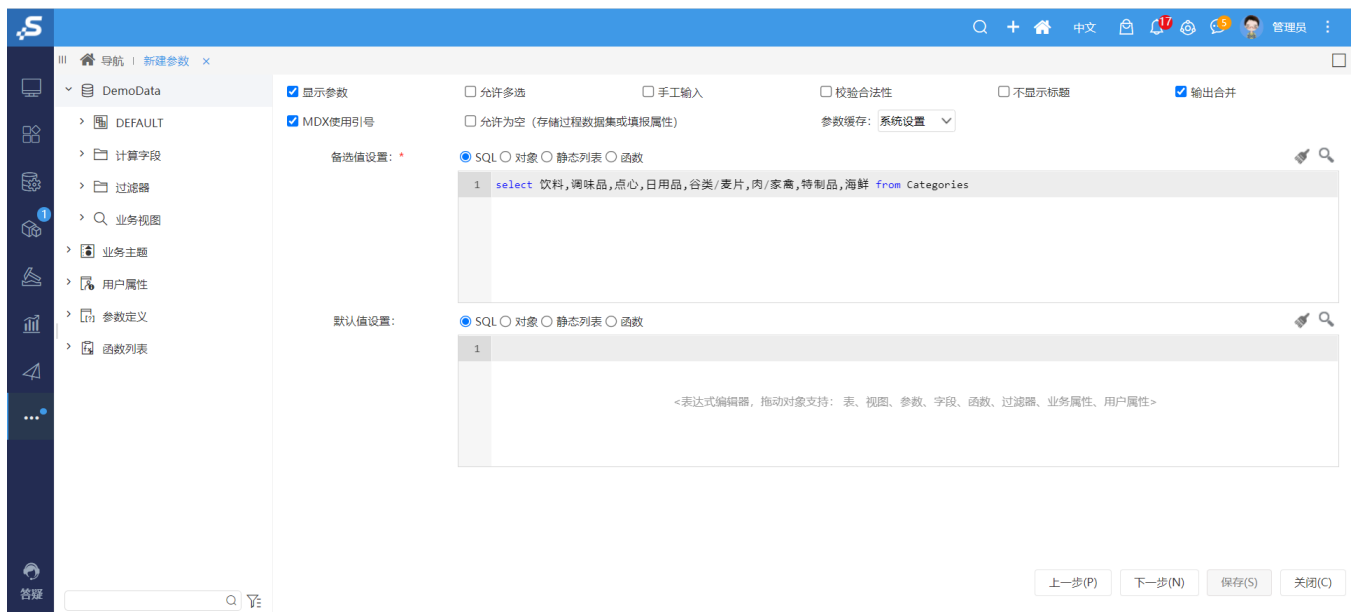 17
5
中文
管理员
导航
新建参数 ×
DemoData
显示参数
允许多选
手工输入
校验合法性
不显示标题
输出合并
DEFAULT
MDX使用引号
允许为空（存储过程数据集或填报属性）
参数缓存：
系统设置
计算字段
备选值设置：*
SQL 对象 静态列表 函数
过滤器
1 select 饮料,调味品,点心,日用品,谷类/麦片,肉/家禽,特制品,海鲜 from Categories
1
业务视图
业务主题
用户属性
参数定义
默认值设置：
SQL 对象 静态列表 函数
函数列表
1
<表达式编辑器，拖动对象支持： 表、视图、参数、字段、函数、过滤器、业务属性、用户属性>
答疑
上一步(P)
下一步(N)
保存(S)
关闭(C)